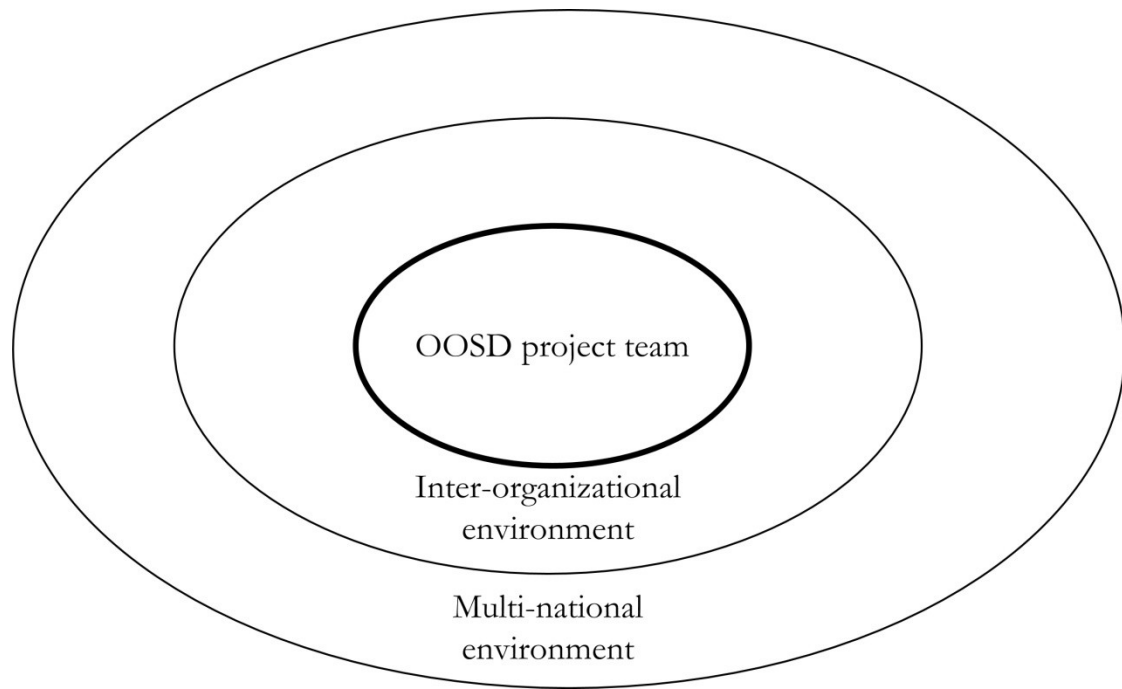 OOSD project team
Inter-organizational
environment
Multi-national
environment